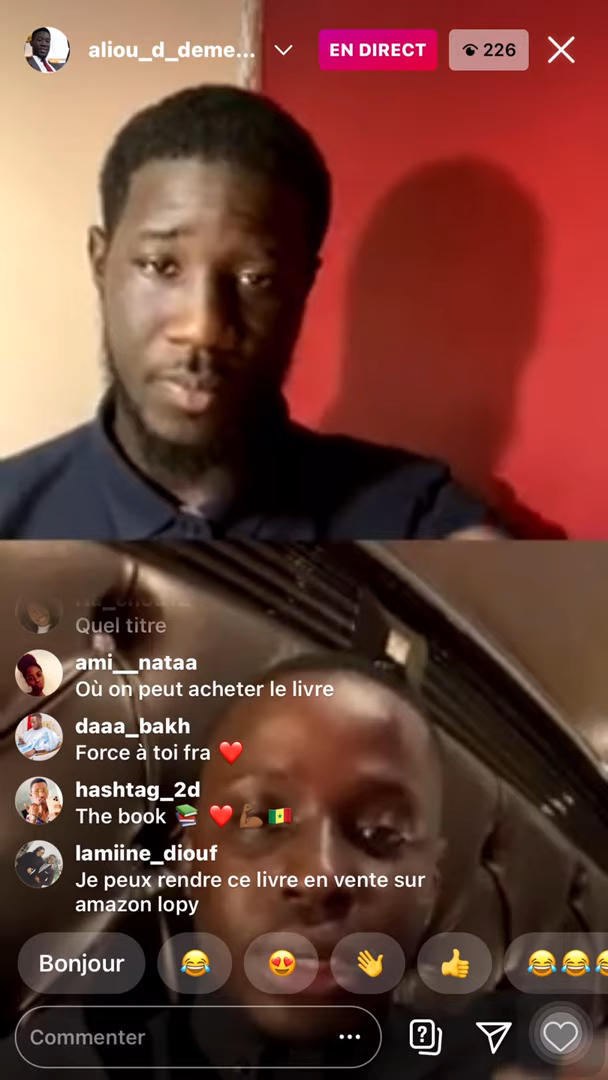 aliou_d_deme...
EN DIRECT
226
Quel titre
ami__nataa
Où on peut acheter le livre
daaa_bakh
Force à toi fra ❤️
hashtag_2d
The book 📚 ❤️💪🏿🇸🇳
lamiine_diouf
Je peux rendre ce livre en vente sur
amazon lopy
Bonjour 😂 😍 👋 👍 😂😂
Commenter ...